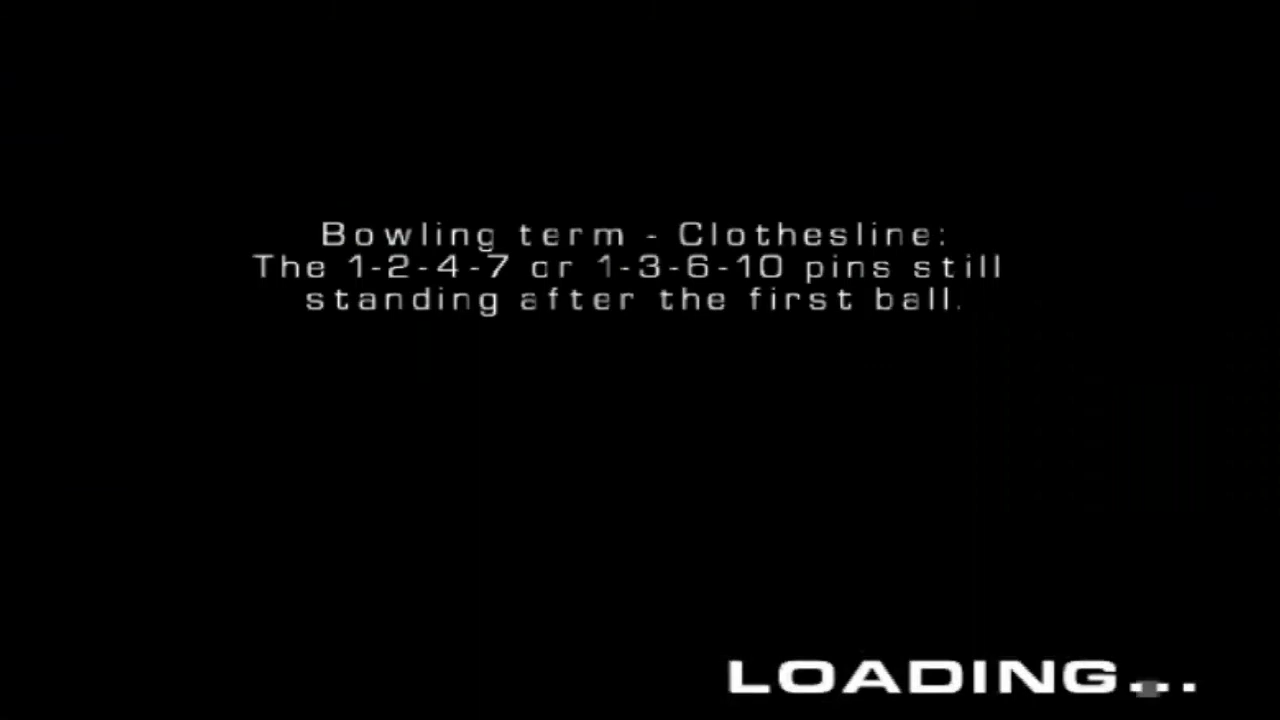 Bowling term - Clothesline:
The 1-2-4-7 or 1-3-6-10 pins still
standing after the first ball.
LOADING...